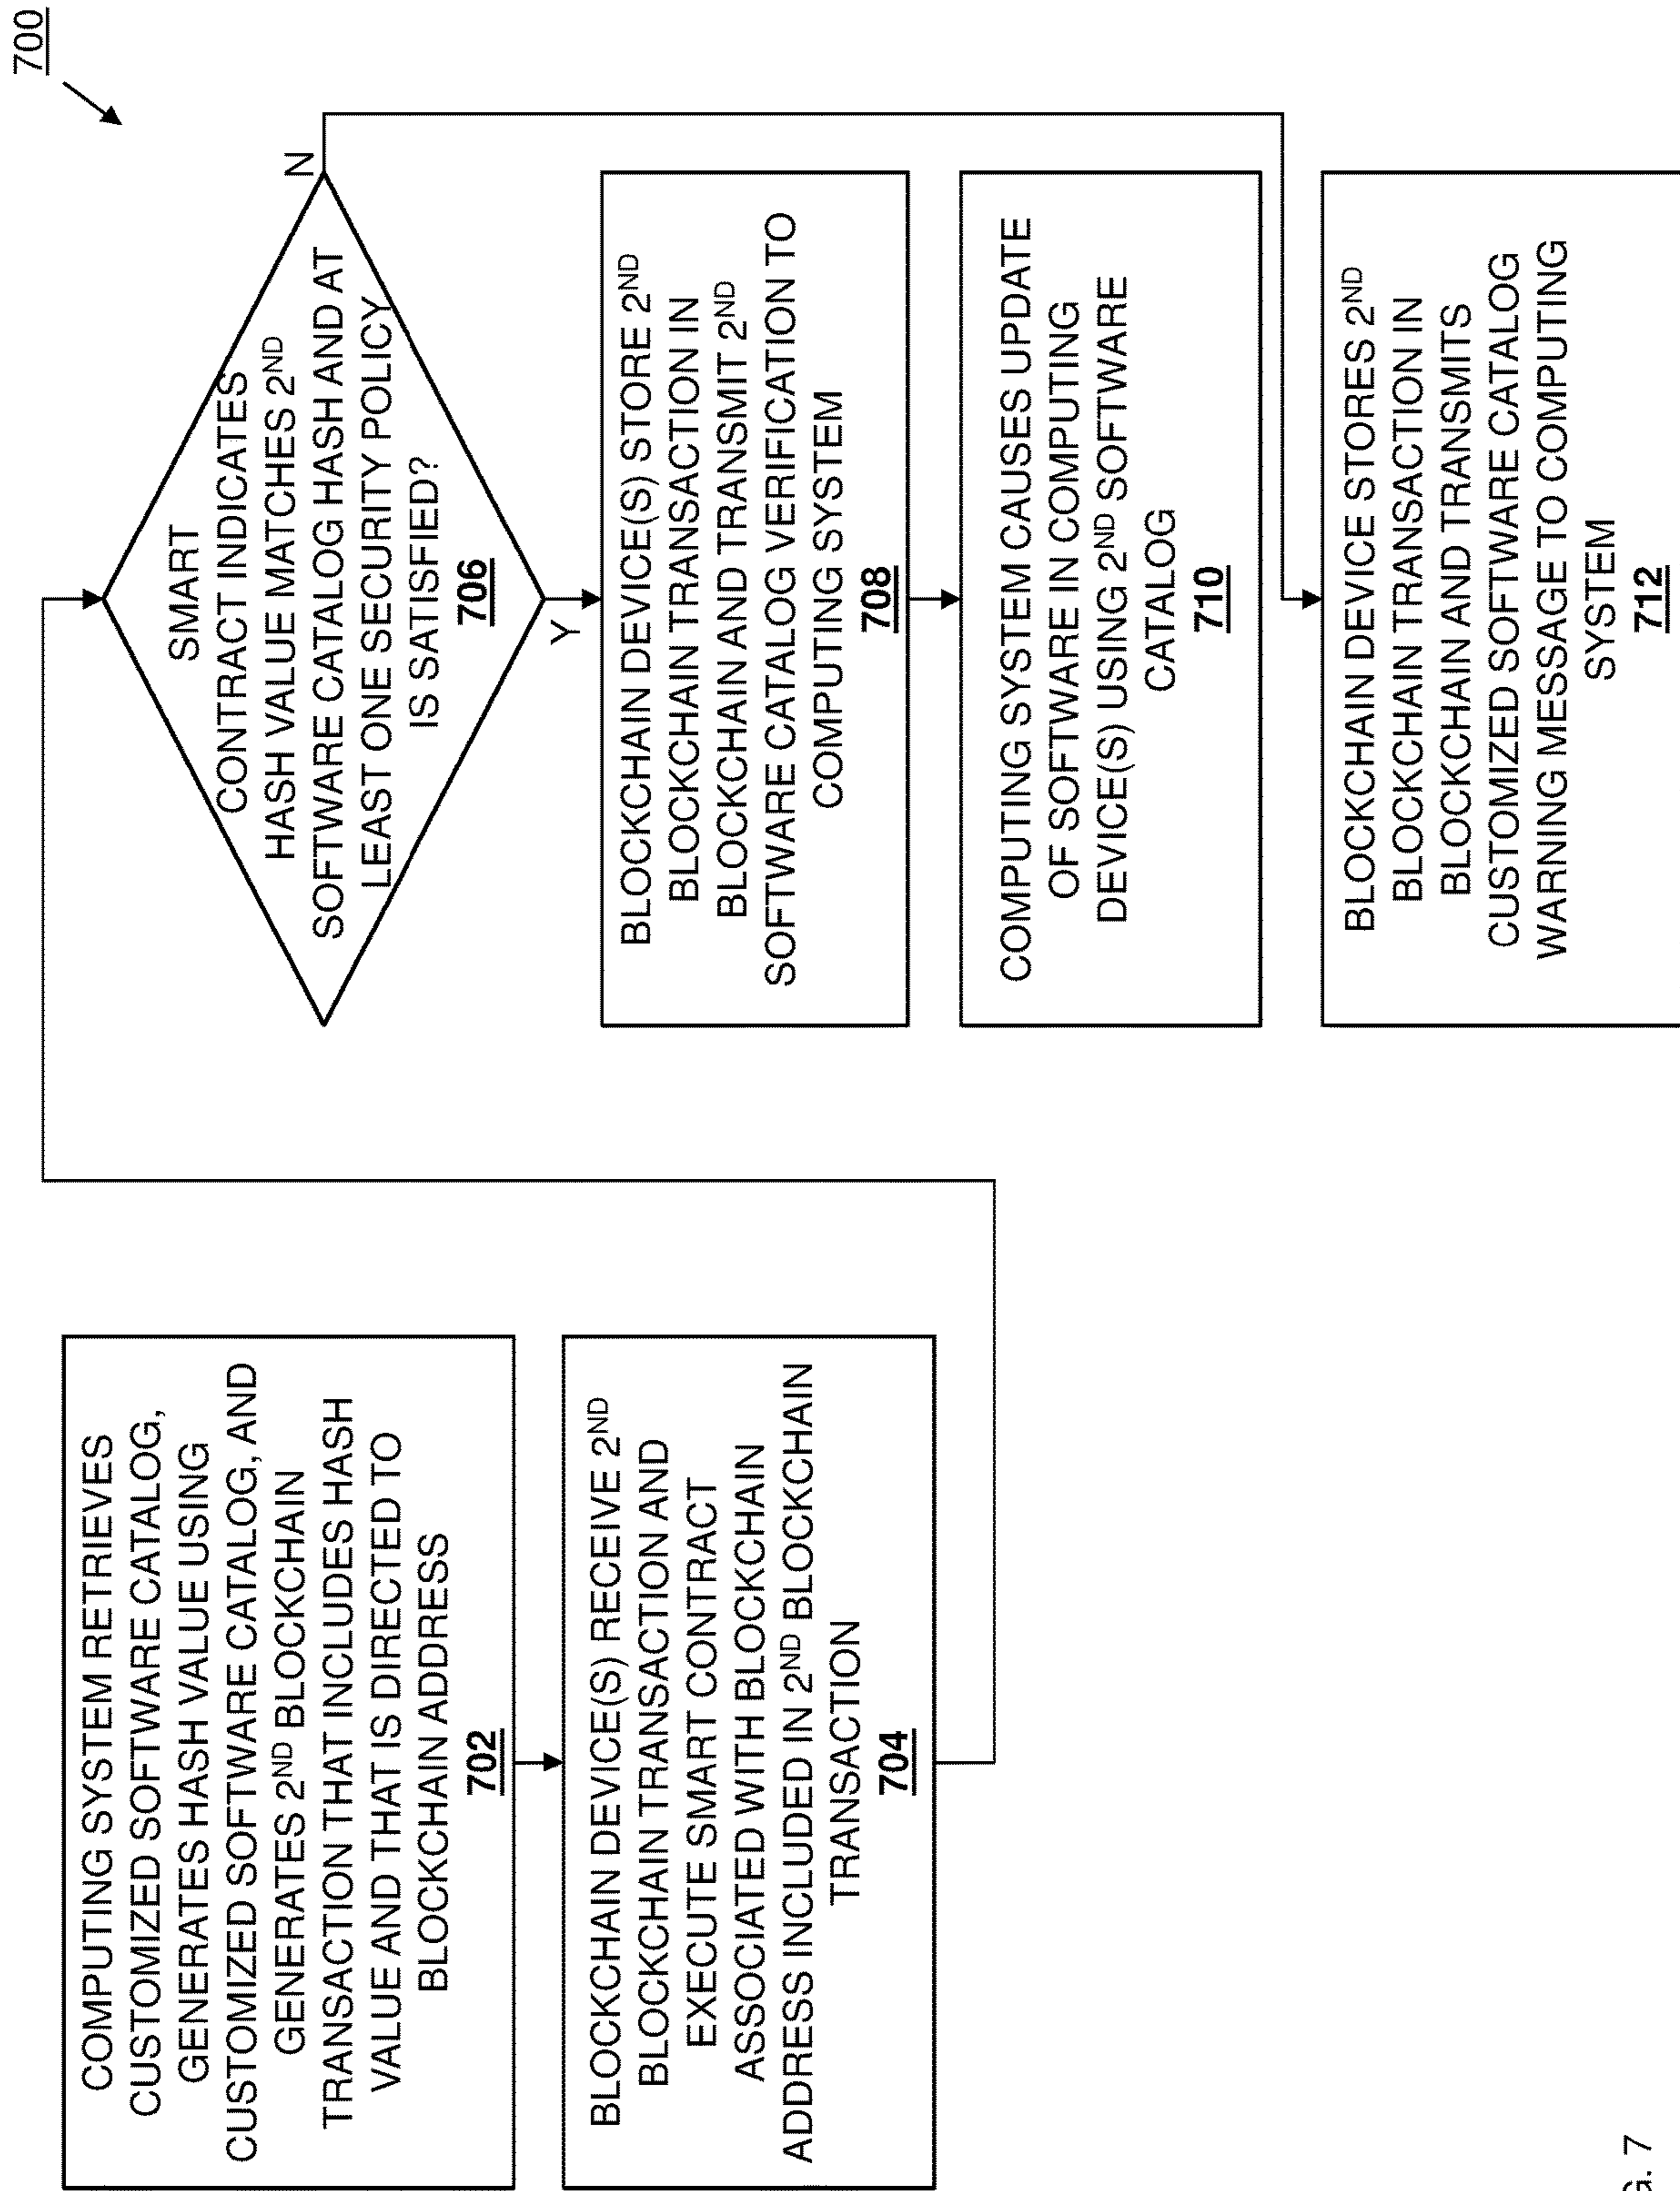 700
COMPUTING SYSTEM RETRIEVES
CUSTOMIZED SOFTWARE CATALOG,
GENERATES HASH VALUE USING
CUSTOMIZED SOFTWARE CATALOG, AND
GENERATES 2ND BLOCKCHAIN
TRANSACTION THAT INCLUDES HASH
VALUE AND THAT IS DIRECTED TO
BLOCKCHAIN ADDRESS
702
BLOCKCHAIN DEVICE(S) RECEIVE 2ND
BLOCKCHAIN TRANSACTION AND
EXECUTE SMART CONTRACT
ASSOCIATED WITH BLOCKCHAIN
ADDRESS INCLUDED IN 2ND BLOCKCHAIN
TRANSACTION
704
SMART
CONTRACT INDICATES
HASH VALUE MATCHES 2ND
SOFTWARE CATALOG HASH AND AT
LEAST ONE SECURITY POLICY
IS SATISFIED?
706
N
Y
BLOCKCHAIN DEVICE(S) STORE 2ND
BLOCKCHAIN TRANSACTION IN
BLOCKCHAIN AND TRANSMIT 2ND
SOFTWARE CATALOG VERIFICATION TO
COMPUTING SYSTEM
708
COMPUTING SYSTEM CAUSES UPDATE
OF SOFTWARE IN COMPUTING
DEVICE(S) USING 2ND SOFTWARE
CATALOG
710
BLOCKCHAIN DEVICE STORES 2ND
BLOCKCHAIN TRANSACTION IN
BLOCKCHAIN AND TRANSMITS
CUSTOMIZED SOFTWARE CATALOG
WARNING MESSAGE TO COMPUTING
SYSTEM
712
G. 7